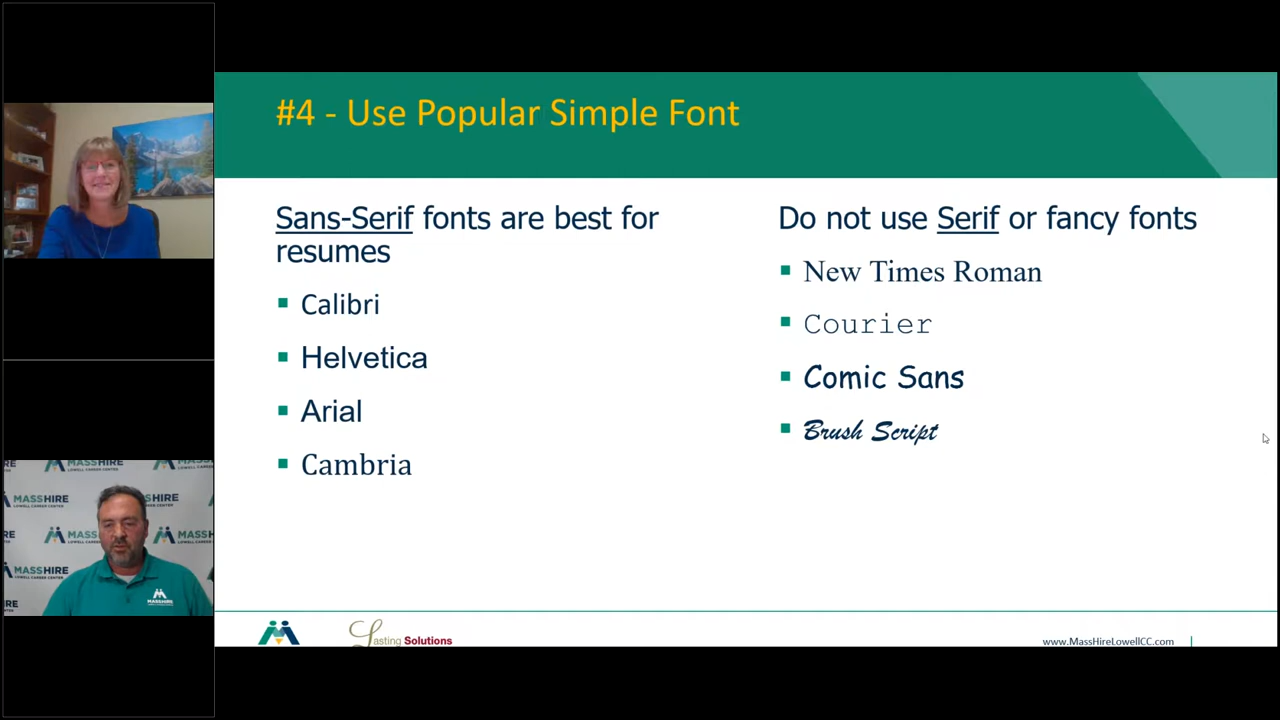 #4 - Use Popular Simple Font
Sans-Serif fonts are best for
resumes
Calibri
Helvetica
Arial
Cambria
Do not use Serif or fancy fonts
New Times Roman
Courier
Comic Sans
Brush Script
MASSHIRE
LOWELL CAREER CENTER
MASSHIRE
Lasting Solutions
www.MassHireLowellCC.com